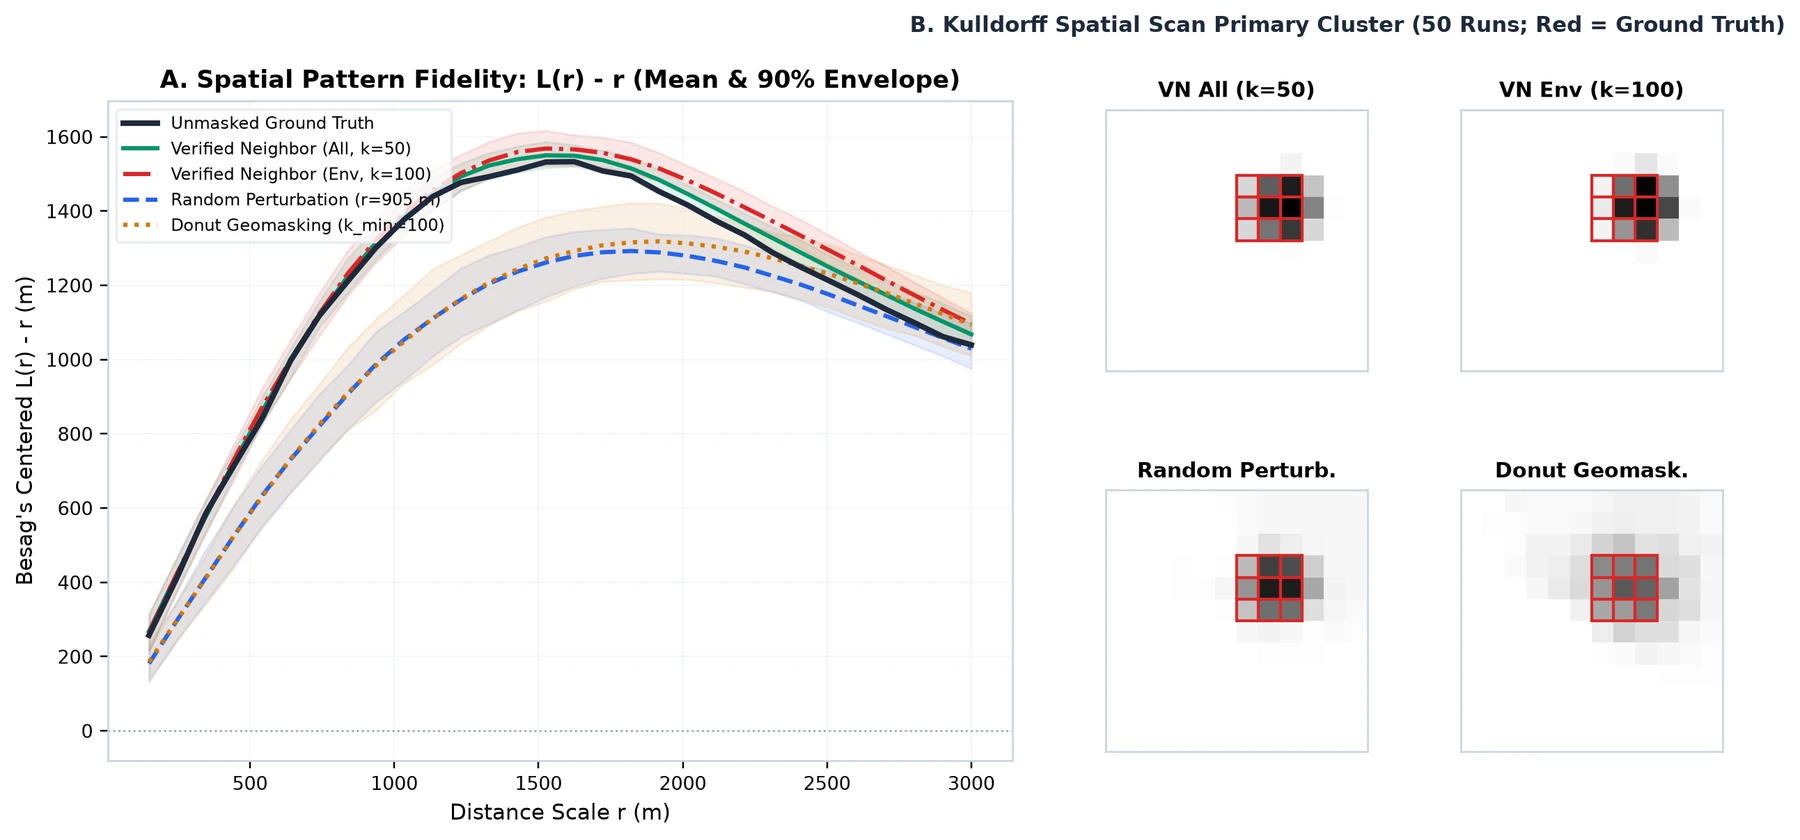 B. Kulldorff Spatial Scan Primary Cluster (50 Runs; Red = Ground Truth)
A. Spatial Pattern Fidelity: L(r) - r (Mean & 90% Envelope)
Unmasked Ground Truth
Verified Neighbor (All, k=50)
Verified Neighbor (Env, k=100)
Random Perturbation (r=905 m)
Donut Geomasking (k_min=100)
Besag's Centered L(r) - r (m)
1600
1400
1200
1000
800
600
400
200
0
500 1000 1500 2000 2500 3000
Distance Scale r (m)
VN All (k=50)
VN Env (k=100)
Random Perturb.
Donut Geomask.